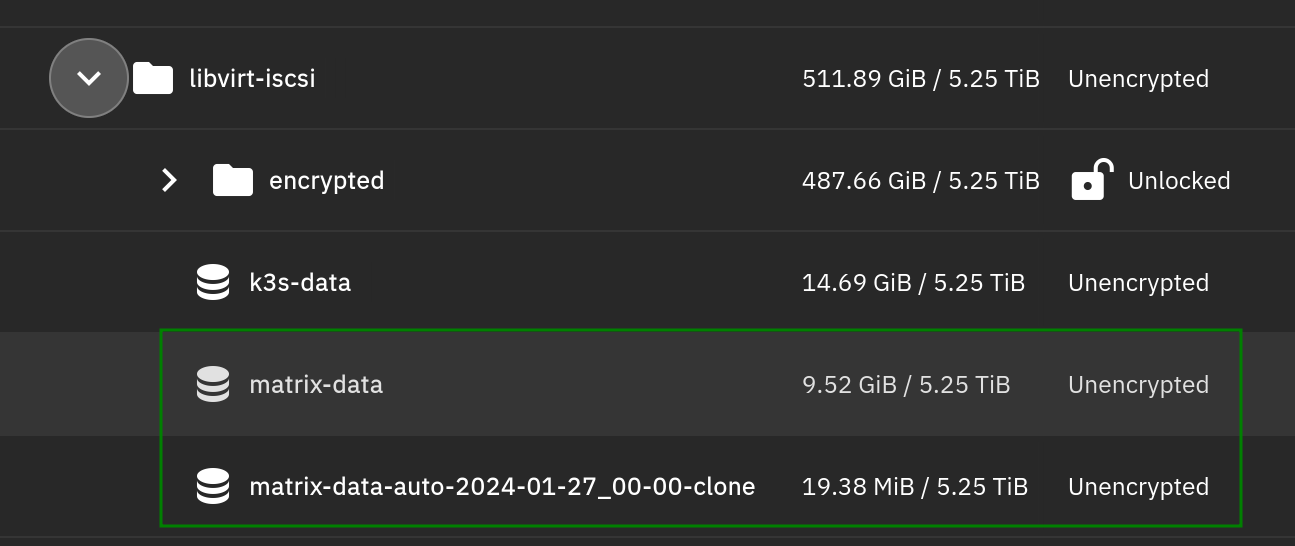 libvirt-iscsi 511.89 GiB / 5.25 TiB Unencrypted
encrypted 487.66 GiB / 5.25 TiB Unlocked
k3s-data 14.69 GiB / 5.25 TiB Unencrypted
matrix-data 9.52 GiB / 5.25 TiB Unencrypted
matrix-data-auto-2024-01-27_00-00-clone 19.38 MiB / 5.25 TiB Unencrypted